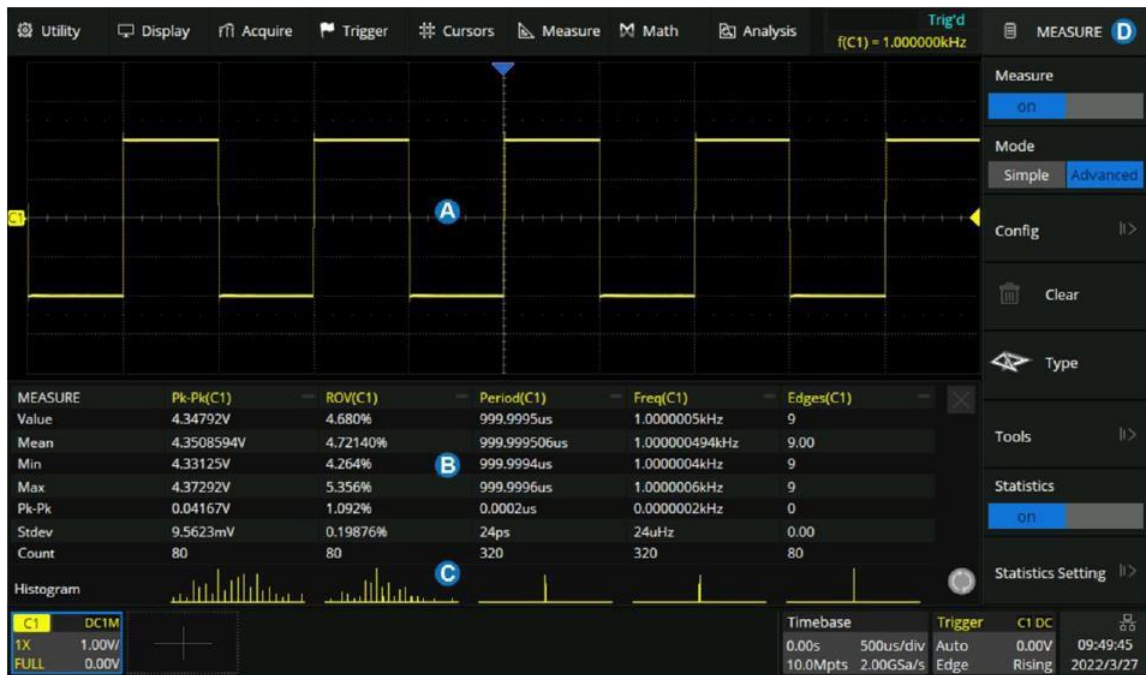 Utility Display Acquire Trigger Cursors Measure Math Analysis
Trig'd
f(C1) = 1.000000kHz
MEASURE D
Measure
on
Mode
Simple Advanced
Config
Clear
Type
Tools
Statistics
on
Statistics Setting
C1
A
MEASURE Pk-Pk(C1) ROV(C1) Period(C1) Freq(C1) Edges(C1)
Value 4.34792V 4.680% 999.9995us 1.0000005kHz 9
Mean 4.3508594V 4.72140% 999.999506us 1.000000494kHz 9.00
Min 4.33125V 4.264% 999.9994us 1.0000004kHz 9
B
Max 4.37292V 5.356% 999.9996us 1.0000006kHz 9
Pk-Pk 0.04167V 1.092% 0.0002us 0.0000002kHz 0
Stdev 9.5623mV 0.19876% 24ps 24uHz 0.00
Count 80 80 320 320 80
C
Histogram
C1 DC1M
1X 1.00V/
FULL 0.00V
Timebase
0.00s 500us/div
10.0Mpts 2.00GSa/s
Trigger C1 DC
Auto 0.00V
Edge Rising
09:49:45
2022/3/27